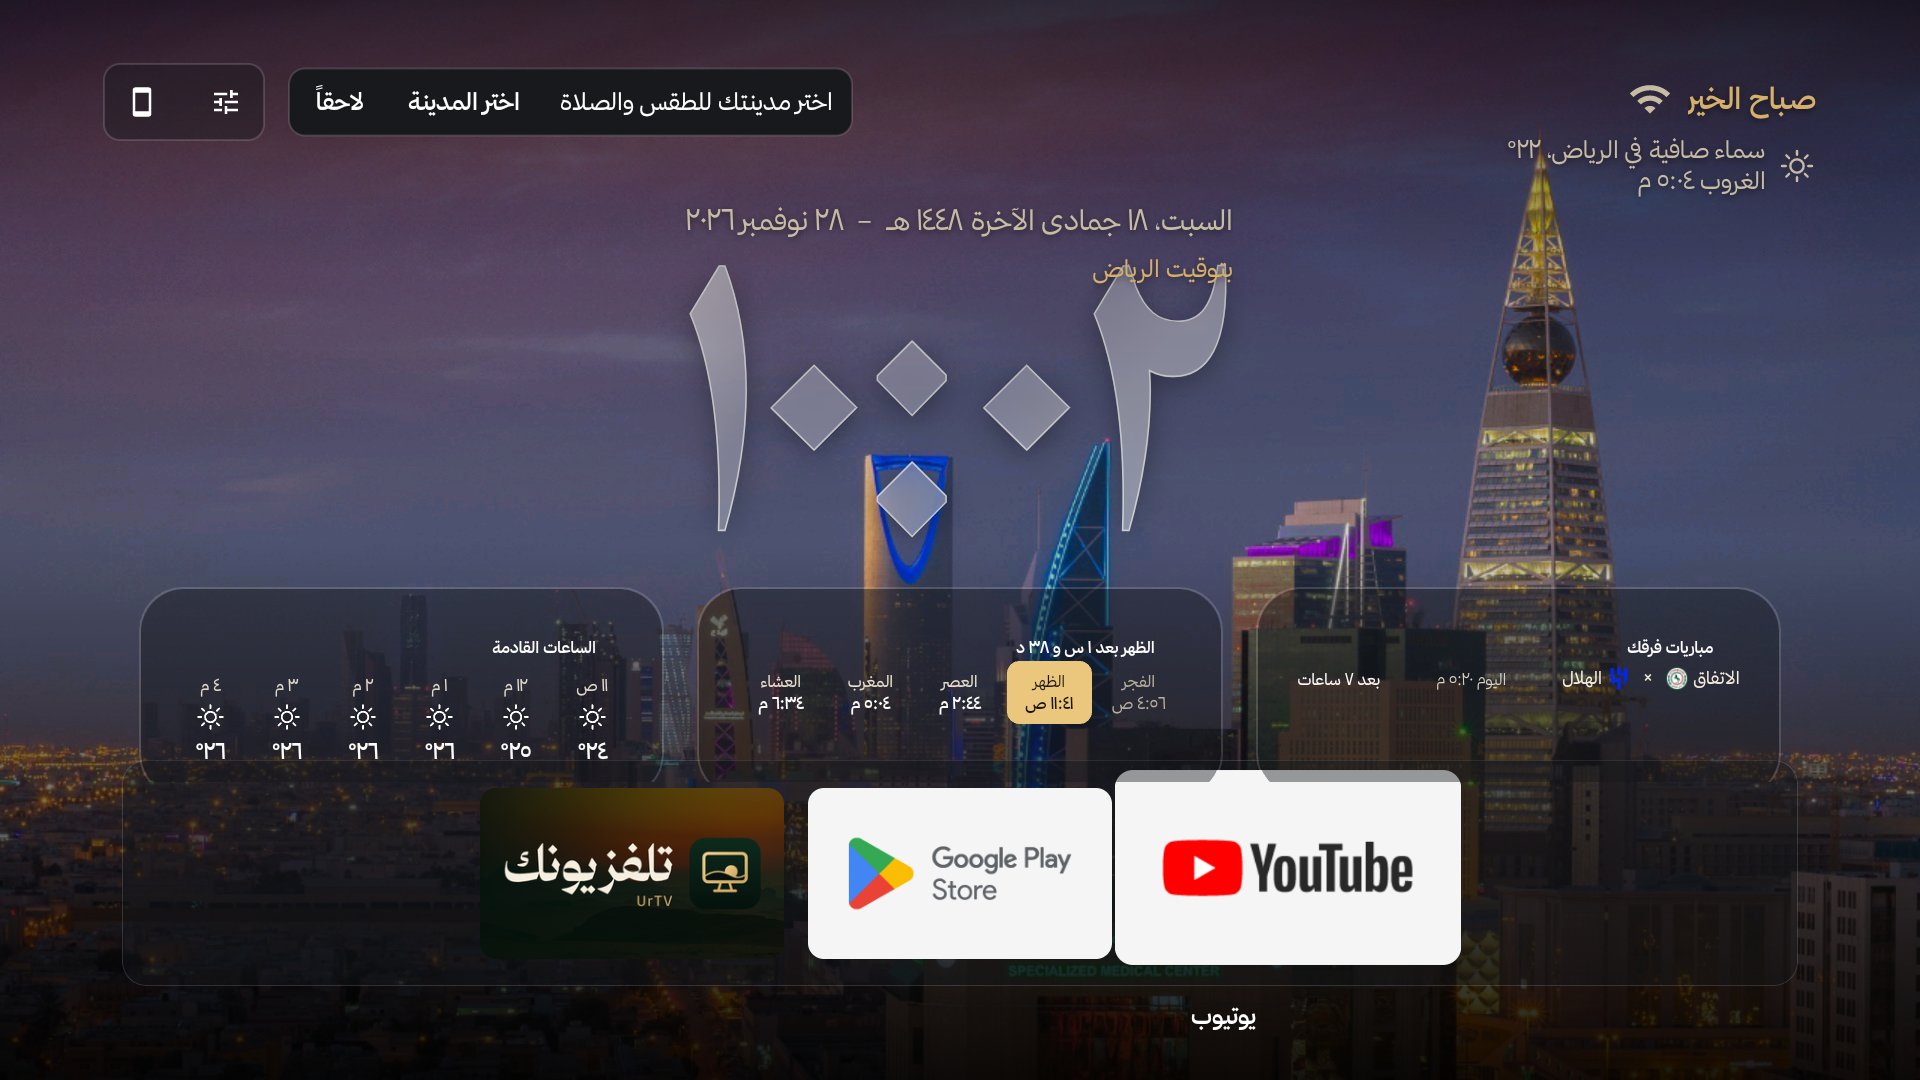 صباح الخير
سماء صافية في الرياض، ٢٢°
الغروب ٥:٠٤ م
اختر مدينتك للطقس والصلاة
اختر المدينة
لاحقاً
السبت، ١٨ جمادى الآخرة ١٤٤٨ هـ – ٢٨ نوفمبر ٢٠٢٦
بتوقيت الرياض
١٠:٠٢
مباريات فرقك
الاتفاق × الهلال اليوم ٥:٢٠ م بعد ٧ ساعات
الظهر بعد ١ س و ٣٨ د
الفجر الظهر العصر المغرب العشاء
٤:٥٦ ص ١١:٤١ ص ٢:٤٤ م ٥:٠٤ م ٦:٣٤ م
الساعات القادمة
١١ ص ١٢ م ١ م ٢ م ٣ م ٤ م
٢٤° ٢٥° ٢٦° ٢٦° ٢٦° ٢٦°
YouTube
Google Play
Store
تلفزيونك
UrTV
SPECIALIZED MEDICAL CENTER
يوتيوب